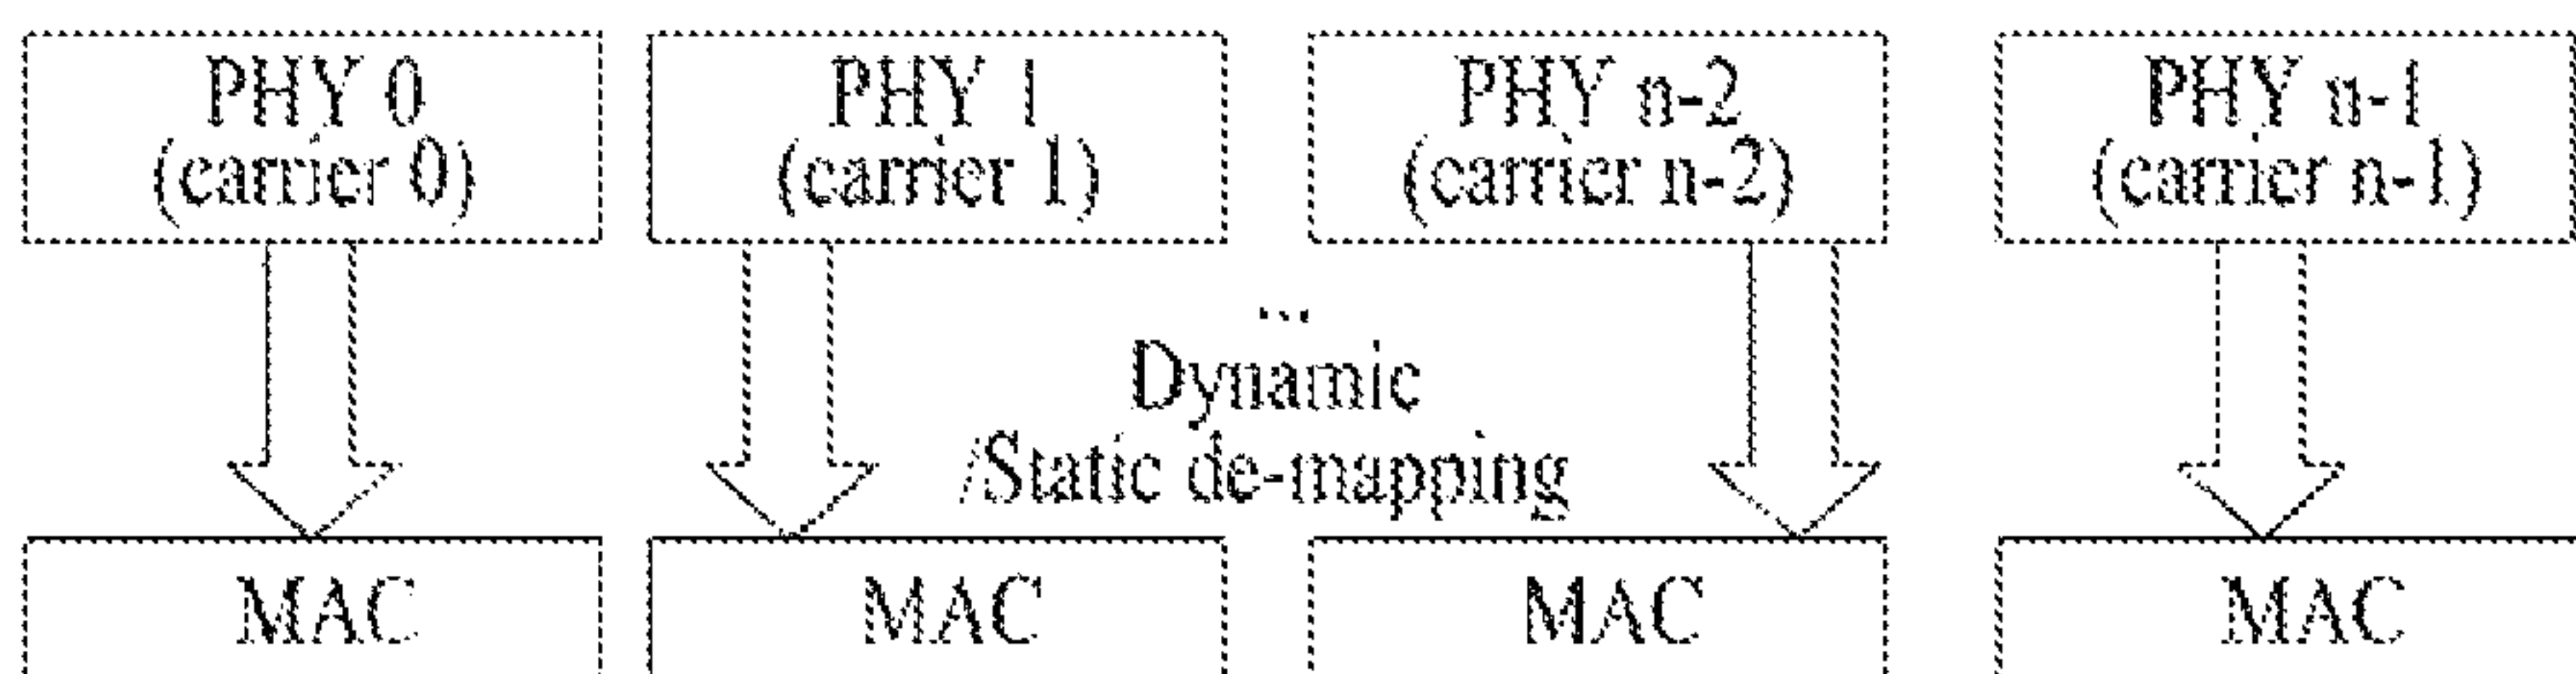 PHY 0
(carrier 0)
PHY 1
(carrier 1)
PHY n-2
(carrier n-2)
PHY n-1
(carrier n-1)
...
Dynamic
/Static de-mapping
MAC
MAC
MAC
MAC